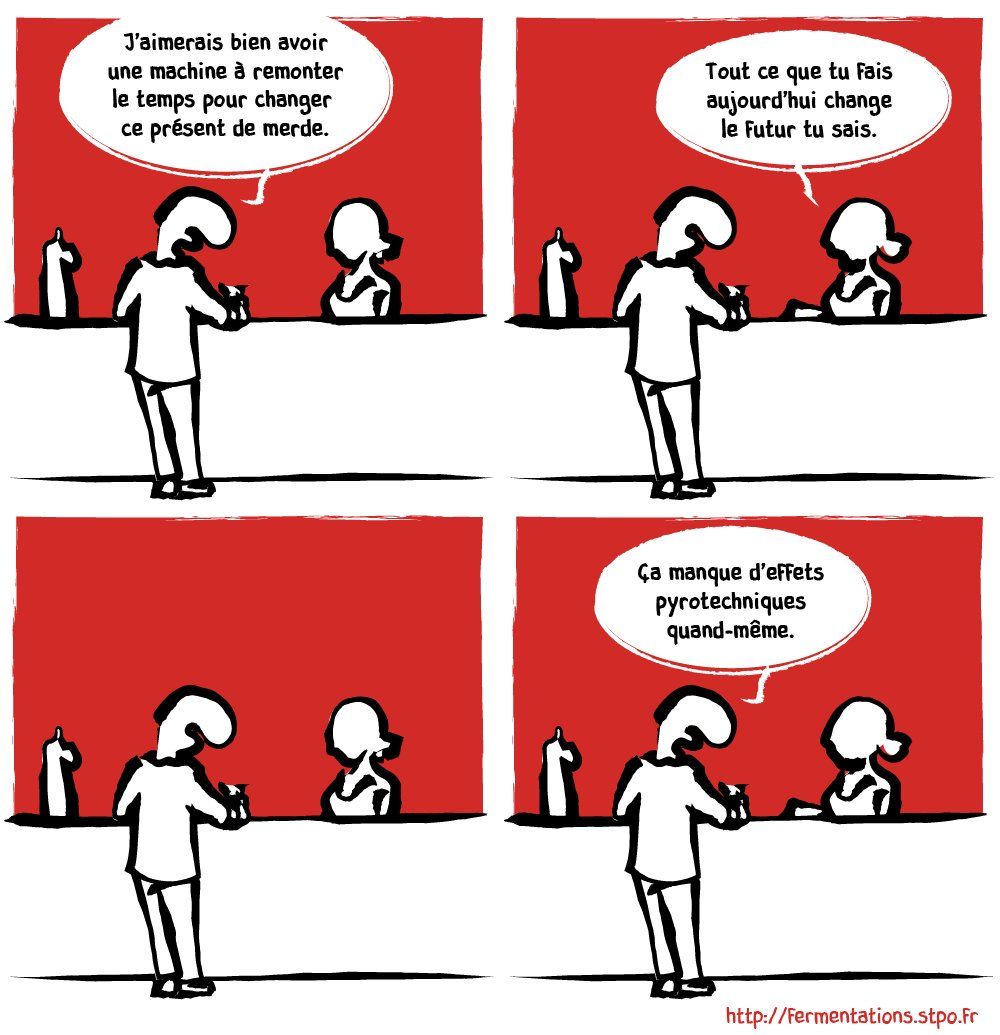 J'aimerais bien avoir
une machine à remonter
le temps pour changer
ce présent de merde.
Tout ce que tu fais
aujourd'hui change
le futur tu sais.
Ça manque d'effets
pyrotechniques
quand-même.
http://fermentations.stpo.fr